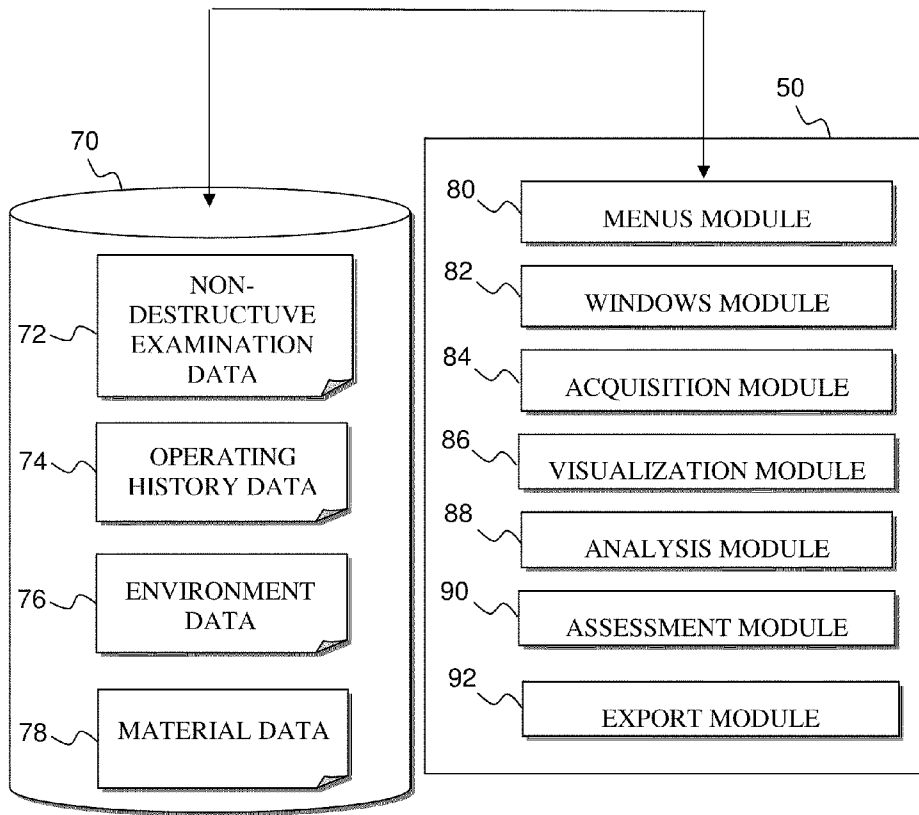 50
70
80
MENUS MODULE
82
WINDOWS MODULE
84
ACQUISITION MODULE
86
VISUALIZATION MODULE
88
ANALYSIS MODULE
90
ASSESSMENT MODULE
92
EXPORT MODULE
72
NON-
DESTRUCTUVE
EXAMINATION
DATA
74
OPERATING
HISTORY DATA
76
ENVIRONMENT
DATA
78
MATERIAL DATA